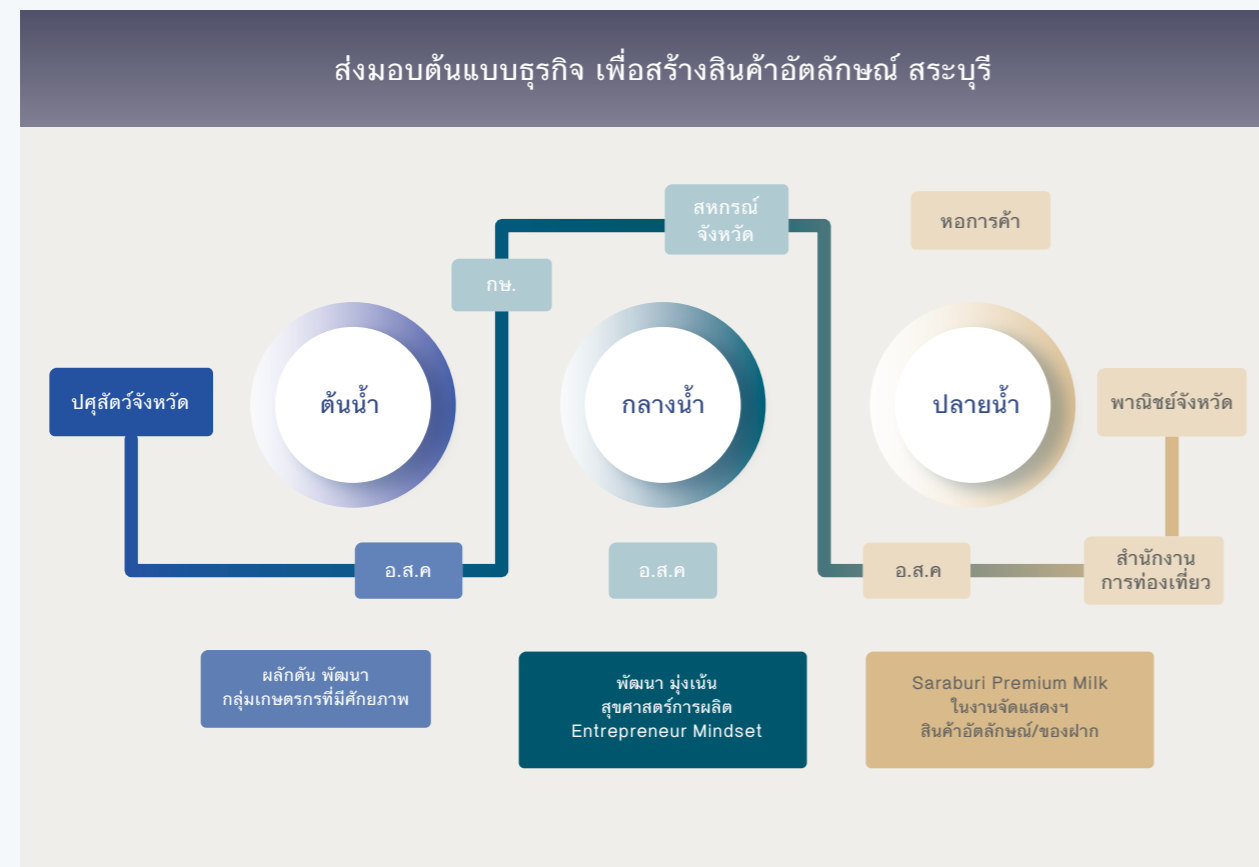 ส่งมอบต้นแบบธุรกิจ เพื่อสร้างสินค้าอัตลักษณ์ สระบุรี
สหกรณ์
จังหวัด
หอการค้า
กษ.
ปศุสัตว์จังหวัด
ต้นน้ำ
กลางน้ำ
ปลายน้ำ
พาณิชย์จังหวัด
อ.ส.ค
อ.ส.ค
อ.ส.ค
สำนักงาน
การท่องเที่ยว
ผลักดัน พัฒนา
กลุ่มเกษตรกรที่มีศักยภาพ
พัฒนา มุ่งเน้น
สุขศาสตร์การผลิต
Entrepreneur Mindset
Saraburi Premium Milk
ในงานจัดแสดงฯ
สินค้าอัตลักษณ์/ของฝาก